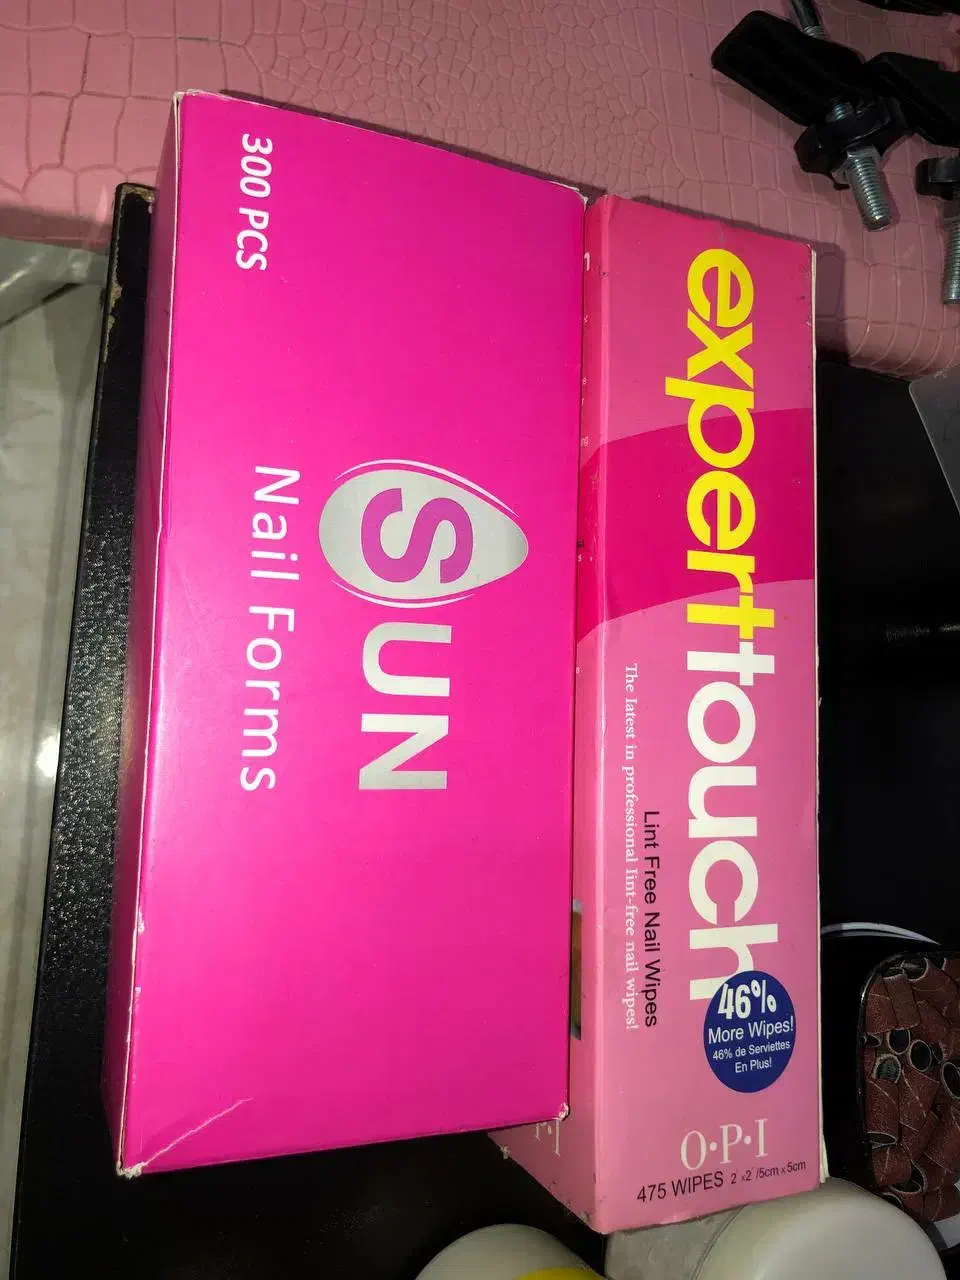 300 PCS
SUN
Nail Forms
experttouch
Lint Free Nail Wipes
The latest in professional lint-free nail wipes!
46%
More Wipes!
46% de Serviettes
En Plus!
O·P·I
475 WIPES 2"x2"/5cm x 5cm